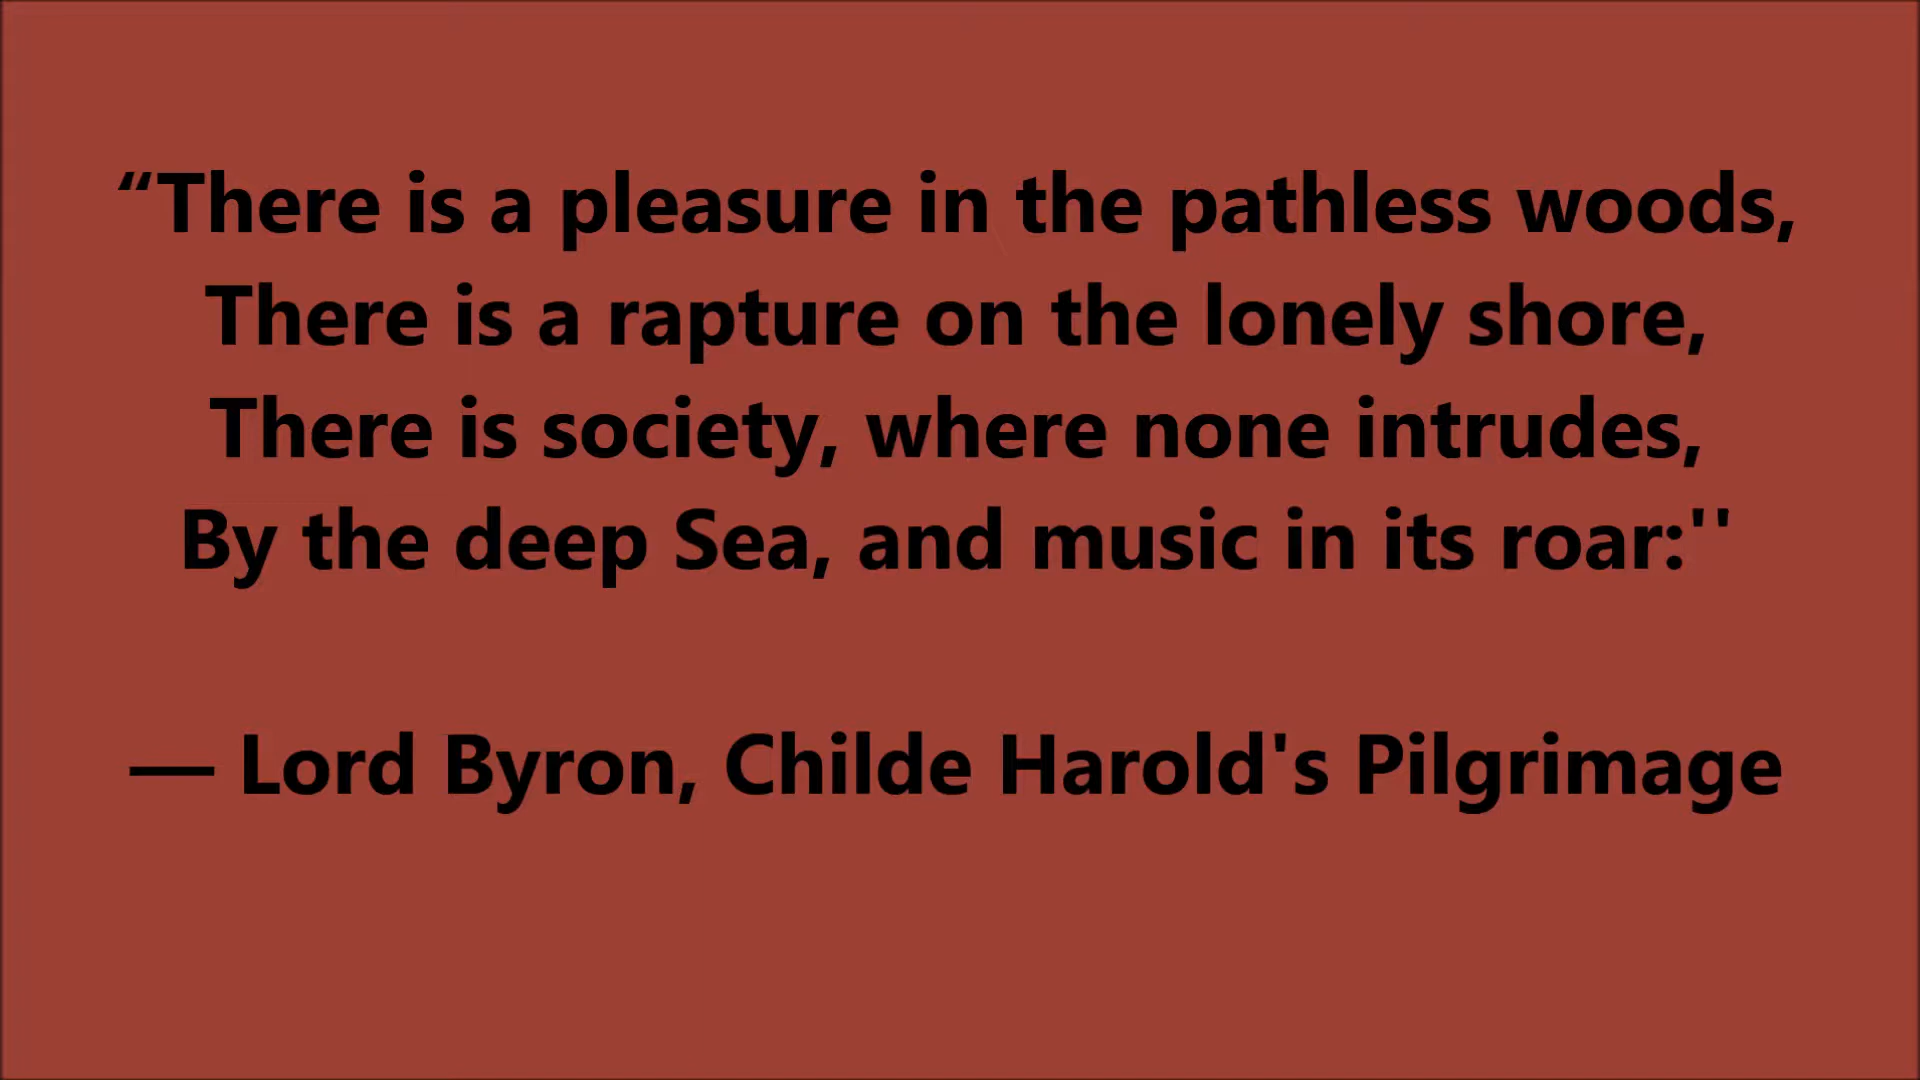 “There is a pleasure in the pathless woods,
There is a rapture on the lonely shore,
There is society, where none intrudes,
By the deep Sea, and music in its roar:''
— Lord Byron, Childe Harold's Pilgrimage